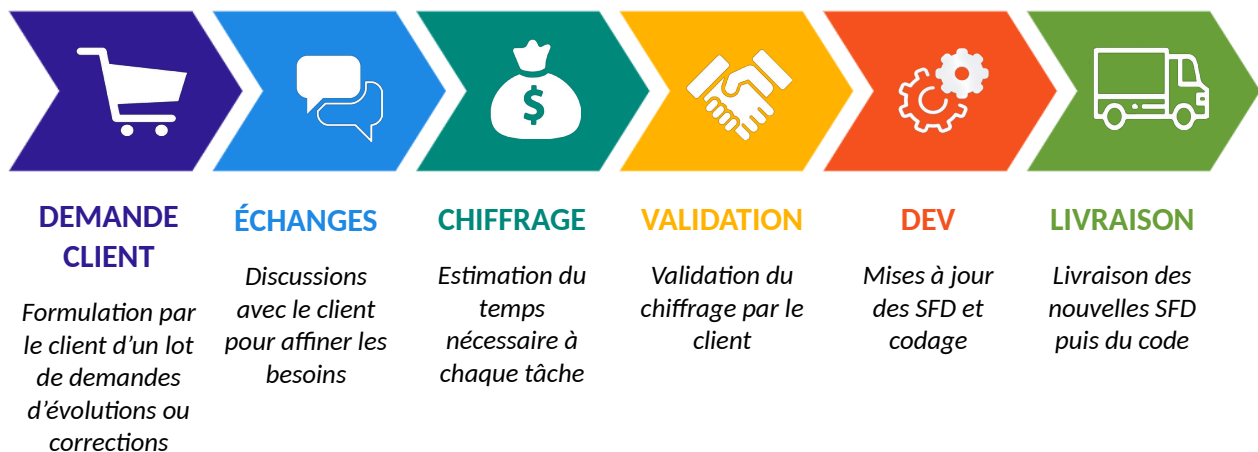 $
DEMANDE
CLIENT
Formulation par
le client d’un lot
de demandes
d’évolutions ou
corrections
ÉCHANGES
Discussions
avec le client
pour affiner les
besoins
CHIFFRAGE
Estimation du
temps
nécessaire à
chaque tâche
VALIDATION
Validation du
chiffrage par le
client
DEV
Mises à jour
des SFD et
codage
LIVRAISON
Livraison des
nouvelles SFD
puis du code